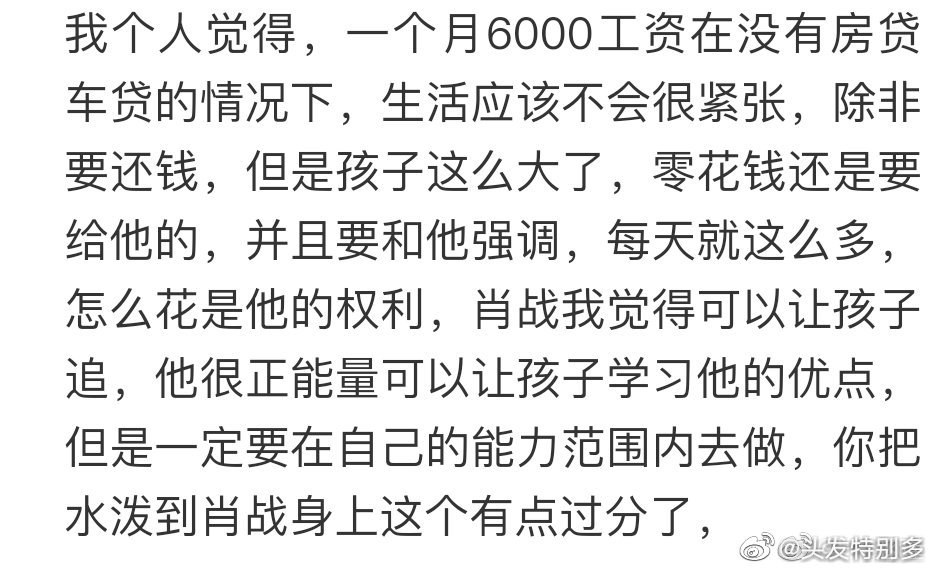 我个人觉得，一个月6000工资在没有房贷
车贷的情况下，生活应该不会很紧张，除非
要还钱，但是孩子这么大了，零花钱还是要
给他的，并且要和他强调，每天就这么多，
怎么花是他的权利，肖战我觉得可以让孩子
追，他很正能量可以让孩子学习他的优点，
但是一定要在自己的能力范围内去做，你把
水泼到肖战身上这个有点过分了，
@头发特别多